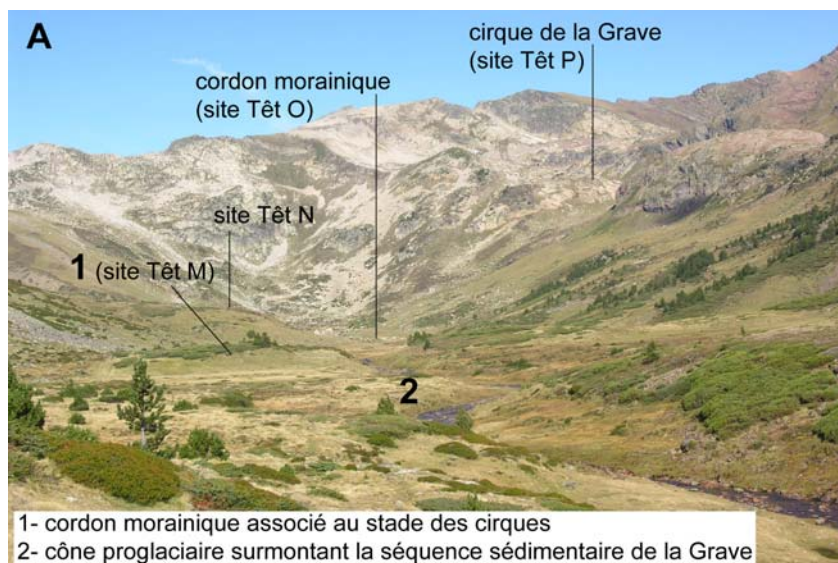 A
cirque de la Grave
(site Têt P)
cordon morainique
(site Têt O)
site Têt N
1 (site Têt M)
2
1- cordon morainique associé au stade des cirques
2- cône proglaciaire surmontant la séquence sédimentaire de la Grave